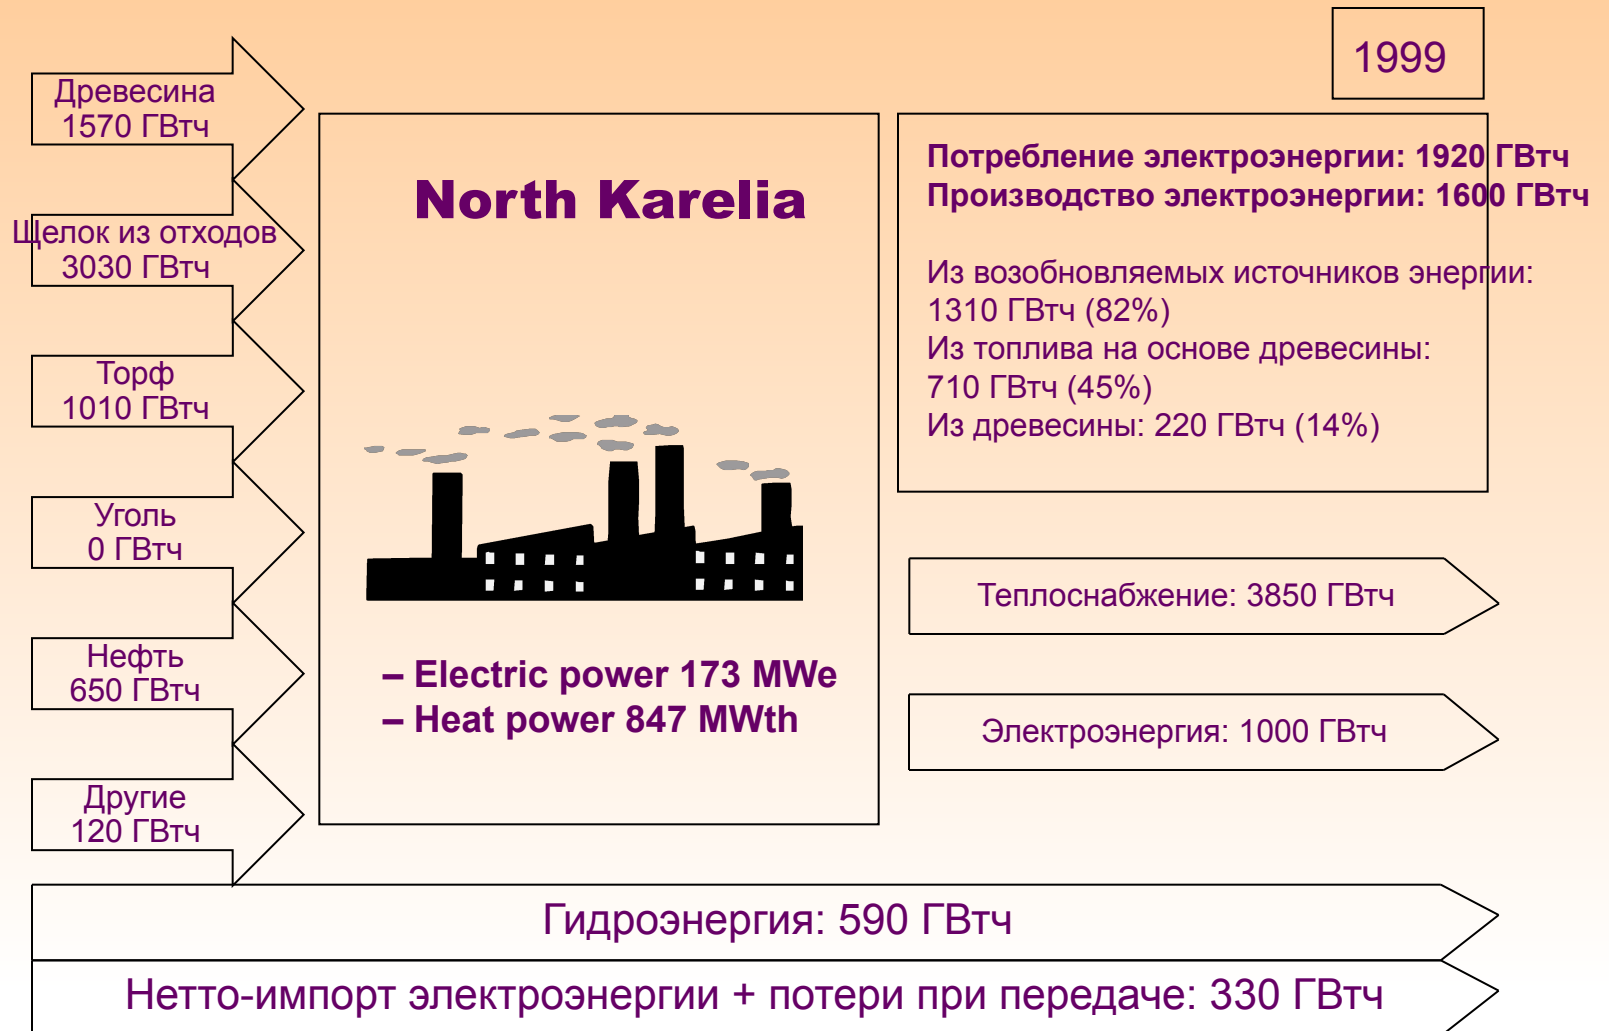 1999
Древесина
1570 ГВтч
Щелок из отходов
3030 ГВтч
Торф
1010 ГВтч
Уголь
0 ГВтч
Нефть
650 ГВтч
Другие
120 ГВтч
North Karelia
– Electric power 173 MWe
– Heat power 847 MWth
Потребление электроэнергии: 1920 ГВтч
Производство электроэнергии: 1600 ГВтч
Из возобновляемых источников энергии:
1310 ГВтч (82%)
Из топлива на основе древесины:
710 ГВтч (45%)
Из древесины: 220 ГВтч (14%)
Теплоснабжение: 3850 ГВтч
Электроэнергия: 1000 ГВтч
Гидроэнергия: 590 ГВтч
Нетто-импорт электроэнергии + потери при передаче: 330 ГВтч